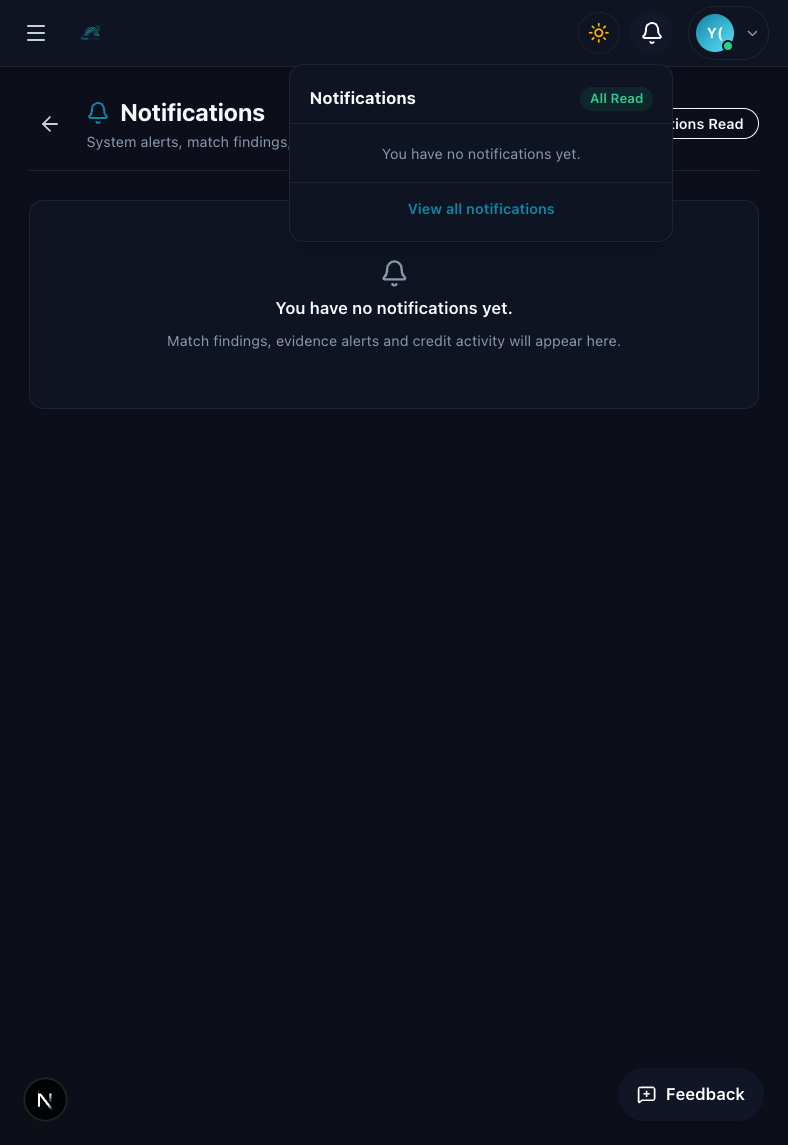 Y(
Notifications
All Read
You have no notifications yet.
View all notifications
Notifications
System alerts, match findings,
tions Read
You have no notifications yet.
Match findings, evidence alerts and credit activity will appear here.
N
Feedback